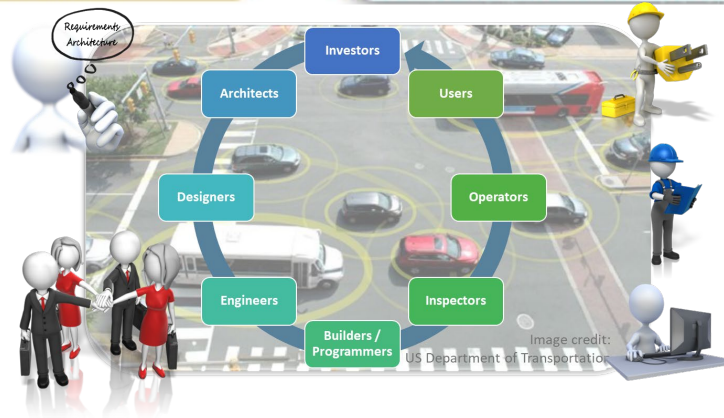 Requirements
Architecture
Investors
Architects
Users
Designers
Operators
Engineers
Inspectors
Builders /
Programmers
Image credit:
US Department of Transportation